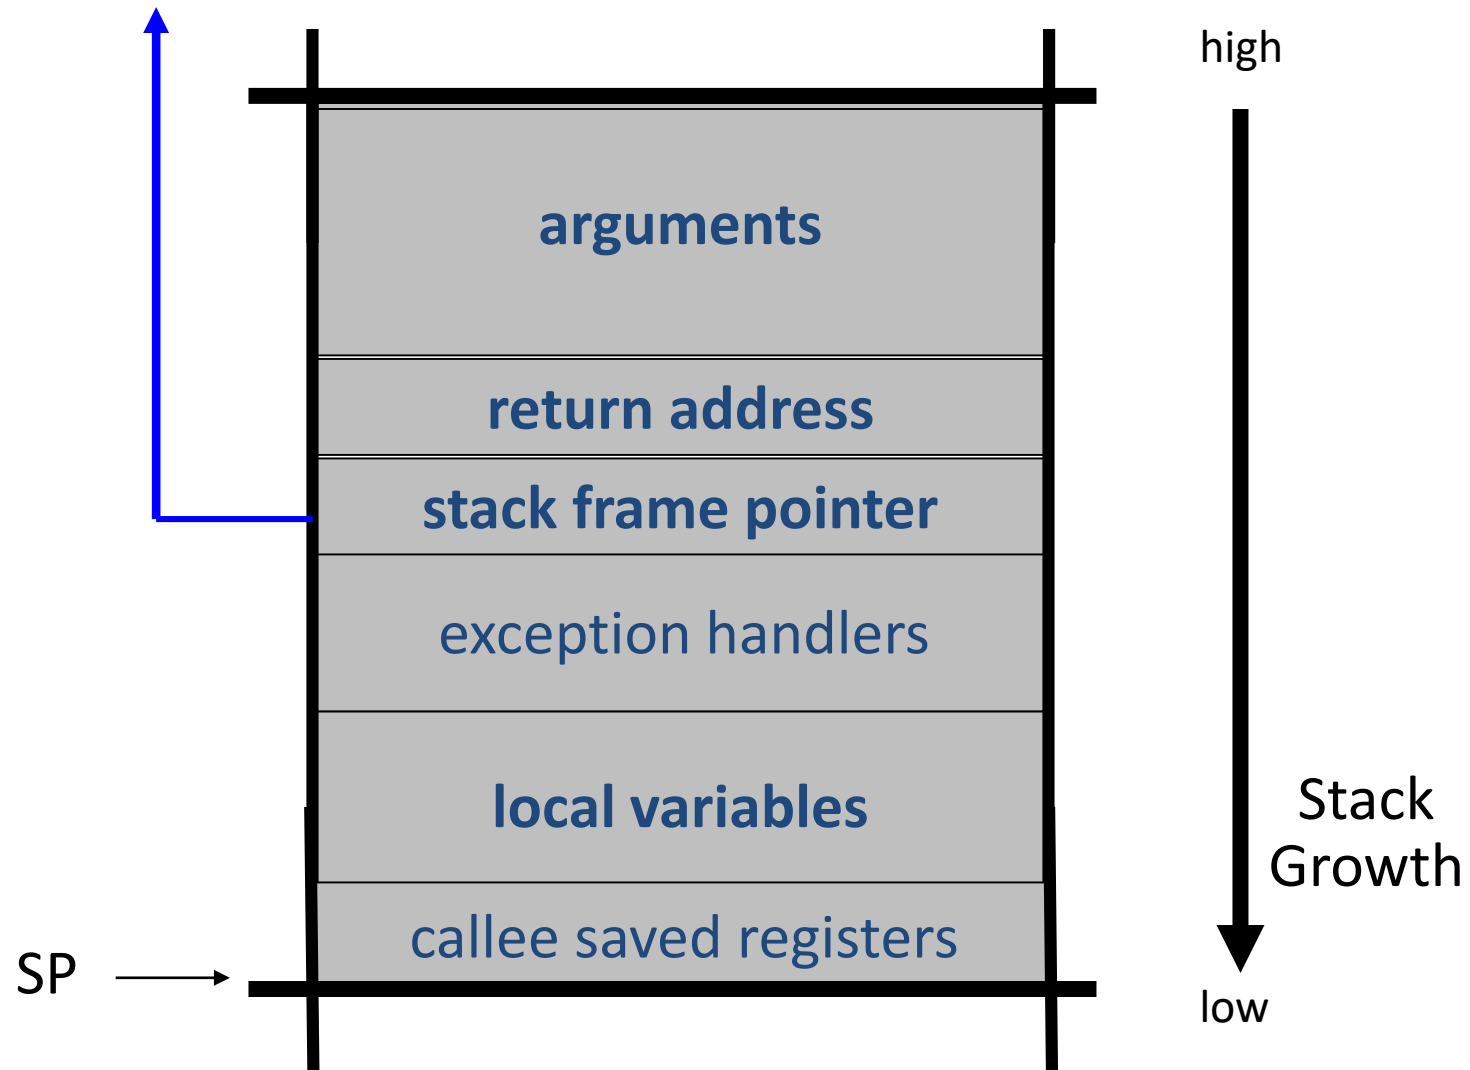 high
arguments
return address
stack frame pointer
exception handlers
local variables
Stack
Growth
callee saved registers
SP
low